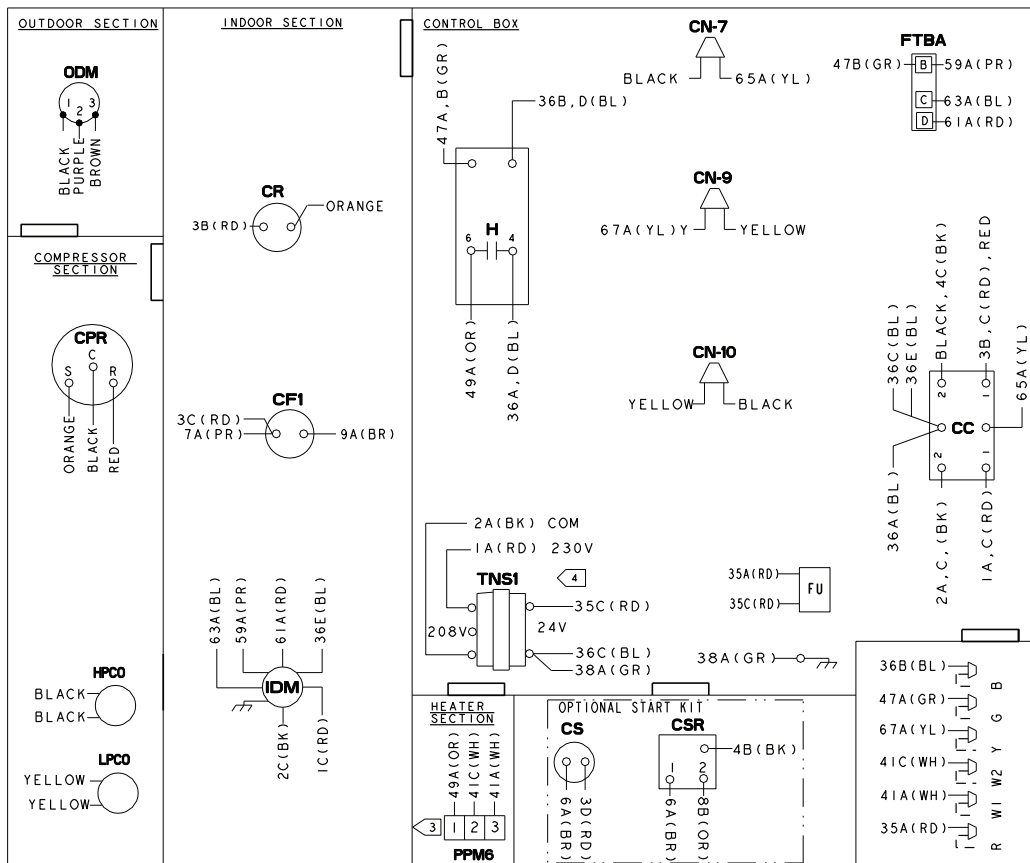 OUTDOOR SECTION
ODM
1 2 3
BLACK
PURPLE
BROWN
COMPRESSOR
SECTION
CPR
C
S R
ORANGE
BLACK
RED
HPCO
BLACK
BLACK
LPCO
YELLOW
YELLOW
INDOOR SECTION
CR
3B(RD)
ORANGE
CF1
3C(RD)
7A(PR)
9A(BR)
63A(BL)
59A(PR)
61A(RD)
36E(BL)
IDM
2C(BK)
1C(RD)
CONTROL BOX
47A,B(GR)
36B,D(BL)
H
6 4
49A(OR)
36A,D(BL)
CN-7
BLACK 65A(YL)
CN-9
67A(YL)Y YELLOW
CN-10
YELLOW BLACK
FTBA
47B(GR) B 59A(PR)
C 63A(BL)
D 61A(RD)
36C(BL)
36E(BL)
BLACK,4C(BK)
3B,C(RD),RED
65A(YL)
2 1
CC
2 1
36A(BL)
2A,C,(BK)
1A,C(RD)
2A(BK) COM
1A(RD) 230V
TNS1
4
35C(RD)
208V
24V
36C(BL)
38A(GR)
35A(RD)
35C(RD)
FU
38A(GR)
HEATER
SECTION
49A(OR)
41C(WH)
41A(WH)
3 1 2 3
PPM6
OPTIONAL START KIT
CS
6A(BR)
3D(RD)
CSR
4B(BK)
1 2
6A(BR)
8B(OR)
36B(BL) B
47A(GR) G
67A(YL) Y
41C(WH) W2
41A(WH) W1
35A(RD) R